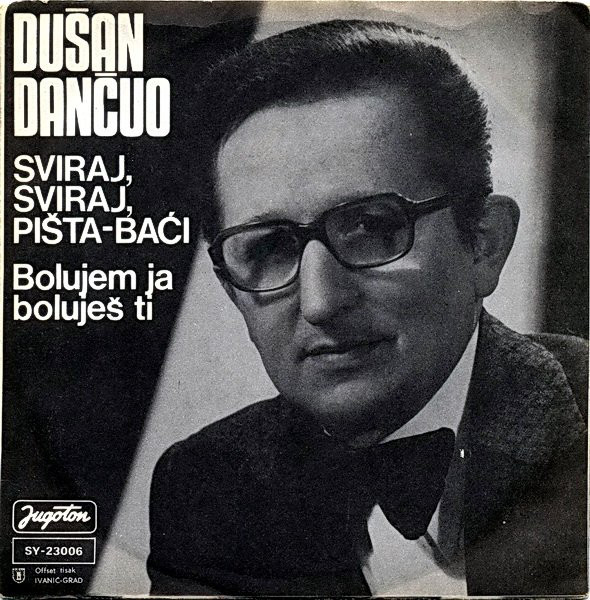 DUŠAN
DANČUO
SVIRAJ,
SVIRAJ,
PIŠTA-BAĆI
Bolujem ja
boluješ ti
Jugoton
SY-23006
Offset tisak
IVANIĆ-GRAD